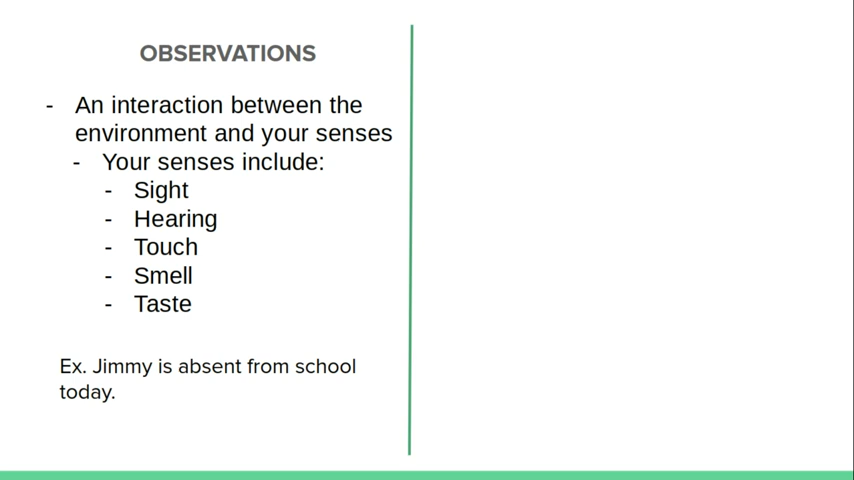 OBSERVATIONS
- An interaction between the
environment and your senses
- Your senses include:
- Sight
- Hearing
- Touch
- Smell
- Taste
Ex. Jimmy is absent from school
today.